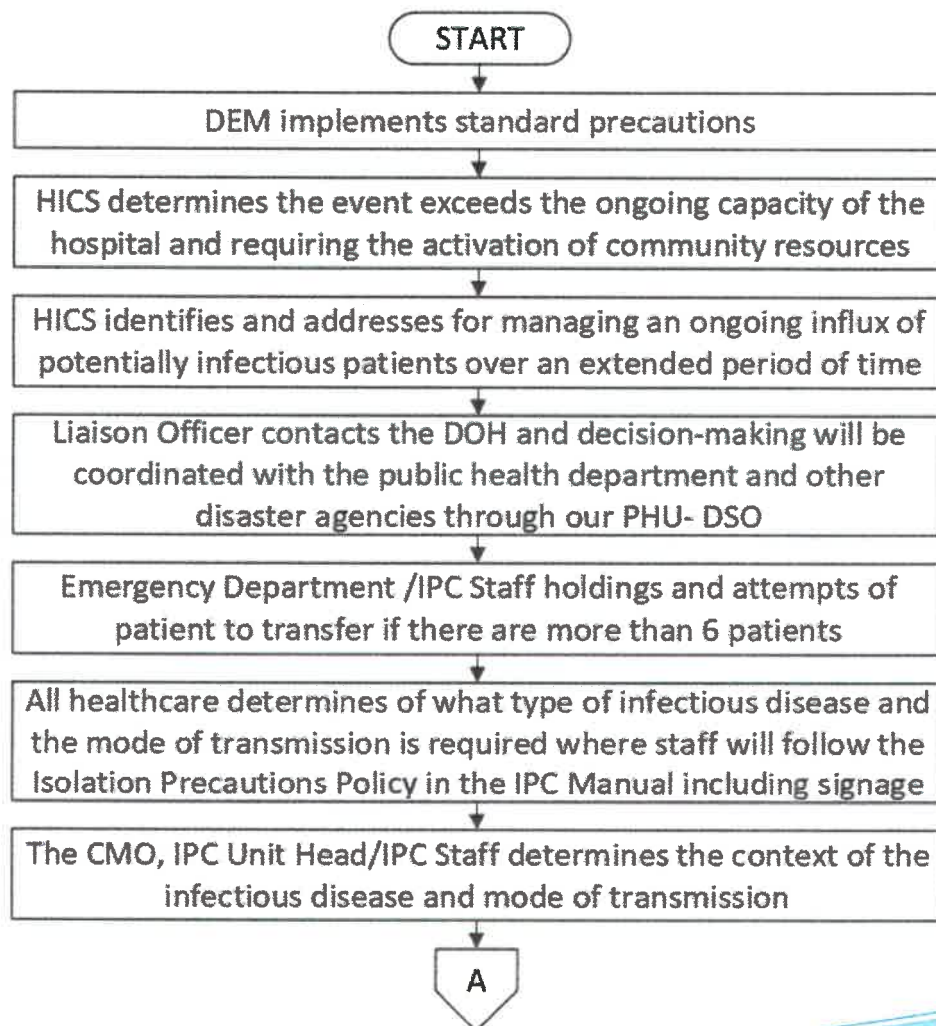 START
DEM implements standard precautions
HICS determines the event exceeds the ongoing capacity of the
hospital and requiring the activation of community resources
HICS identifies and addresses for managing an ongoing influx of
potentially infectious patients over an extended period of time
Liaison Officer contacts the DOH and decision-making will be
coordinated with the public health department and other
disaster agencies through our PHU- DSO
Emergency Department /IPC Staff holdings and attempts of
patient to transfer if there are more than 6 patients
All healthcare determines of what type of infectious disease and
the mode of transmission is required where staff will follow the
Isolation Precautions Policy in the IPC Manual including signage
The CMO, IPC Unit Head/IPC Staff determines the context of the
infectious disease and mode of transmission
A